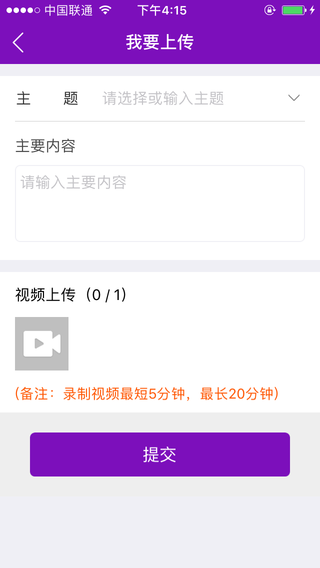 中国联通 下午4:15
我要上传
主 题 请选择或输入主题
主要内容
请输入主要内容
视频上传（0 / 1）
(备注：录制视频最短5分钟，最长20分钟)
提交